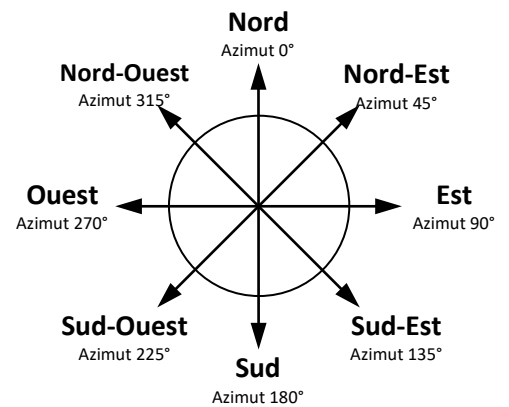 Nord
Azimut 0°
Nord-Ouest
Azimut 315°
Nord-Est
Azimut 45°
Ouest
Azimut 270°
Est
Azimut 90°
Sud-Ouest
Azimut 225°
Sud-Est
Azimut 135°
Sud
Azimut 180°